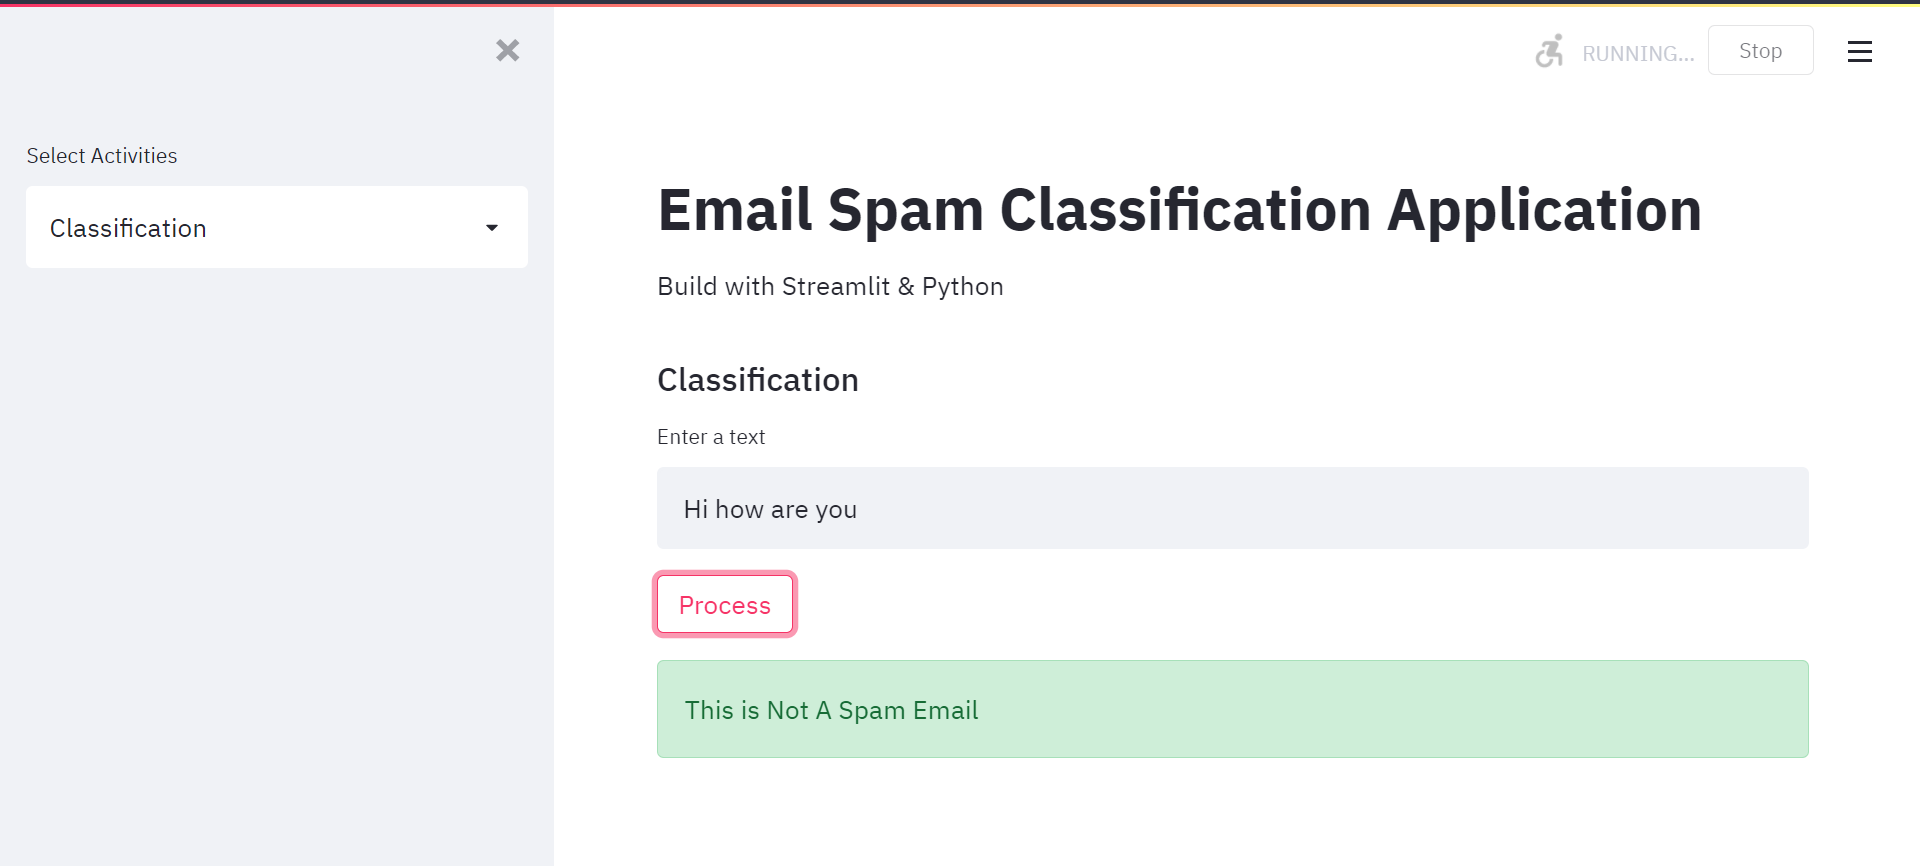 RUNNING...
Stop
Select Activities
Classification
Email Spam Classification Application
Build with Streamlit & Python
Classification
Enter a text
Hi how are you
Process
This is Not A Spam Email